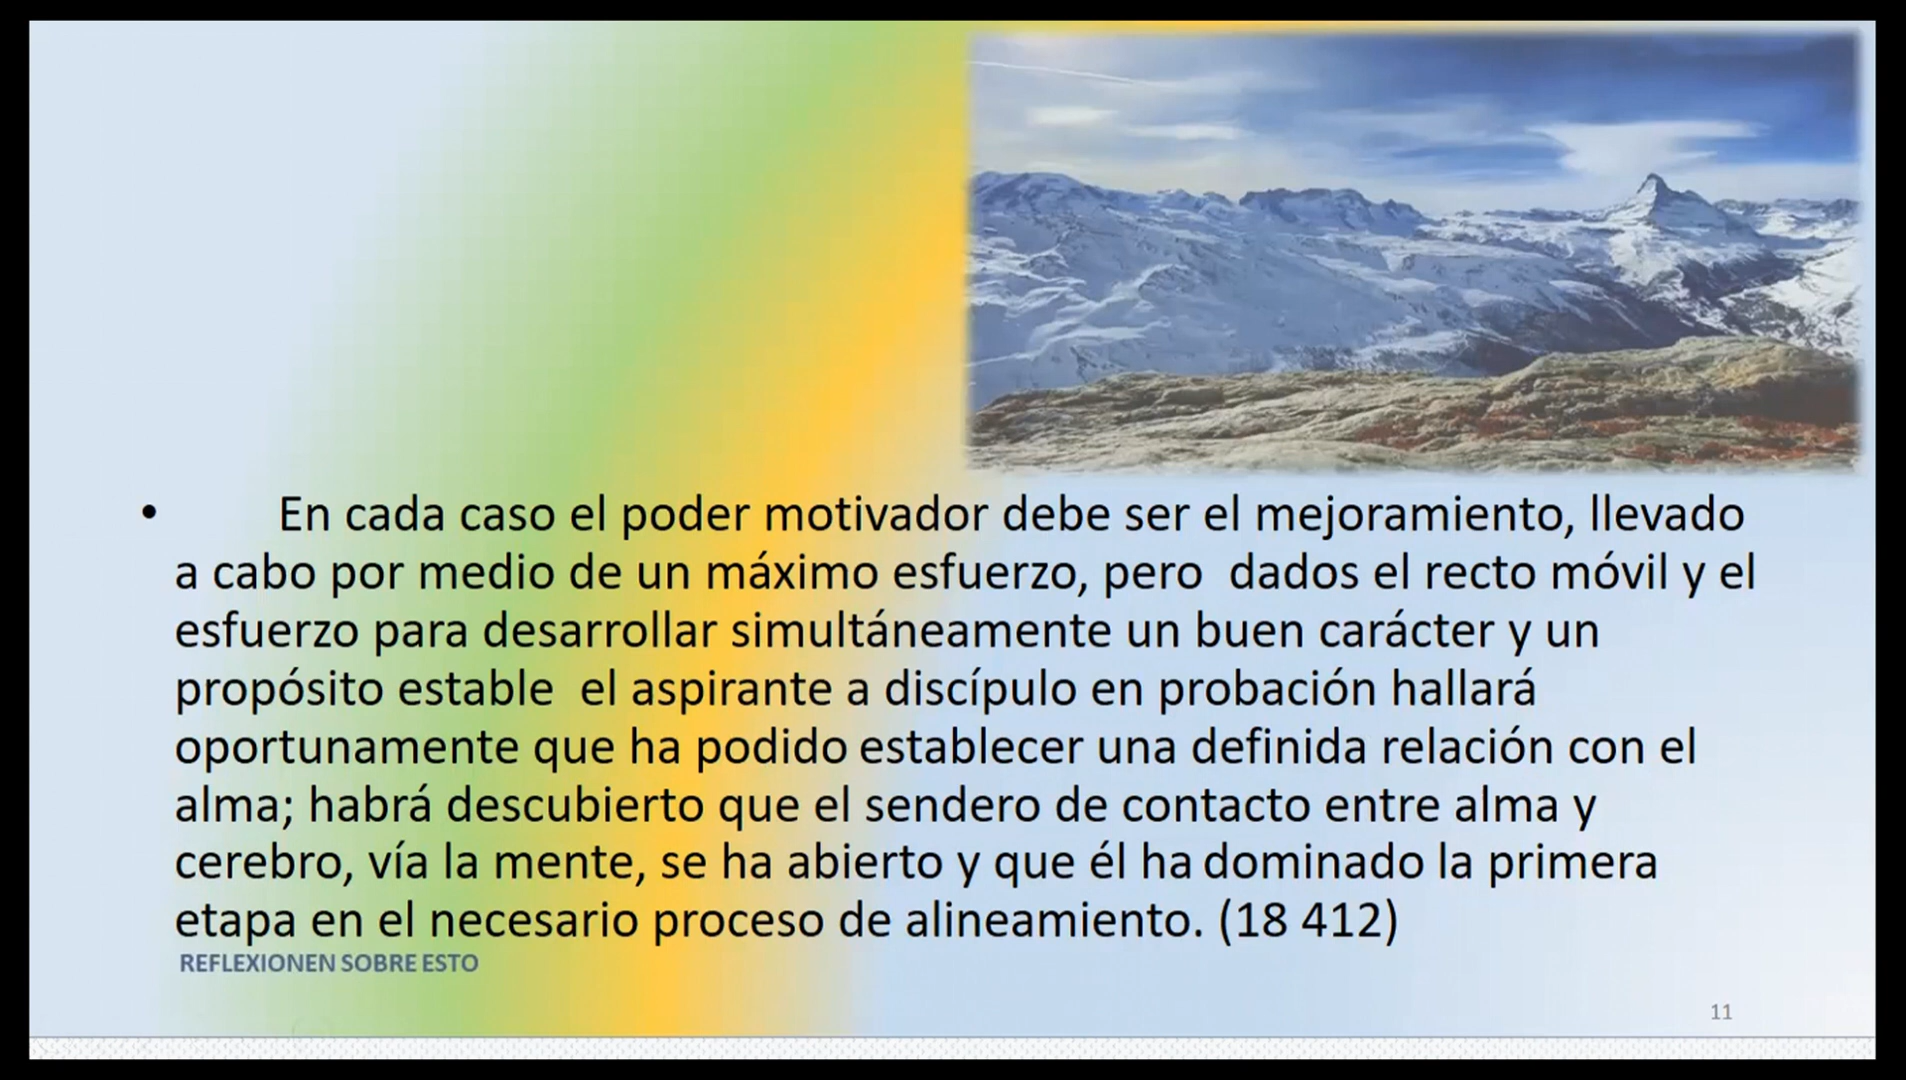 • En cada caso el poder motivador debe ser el mejoramiento, llevado
a cabo por medio de un máximo esfuerzo, pero dados el recto móvil y el
esfuerzo para desarrollar simultáneamente un buen carácter y un
propósito estable el aspirante a discípulo en probación hallará
oportunamente que ha podido establecer una definida relación con el
alma; habrá descubierto que el sendero de contacto entre alma y
cerebro, vía la mente, se ha abierto y que él ha dominado la primera
etapa en el necesario proceso de alineamiento. (18 412)
REFLEXIONEN SOBRE ESTO
11